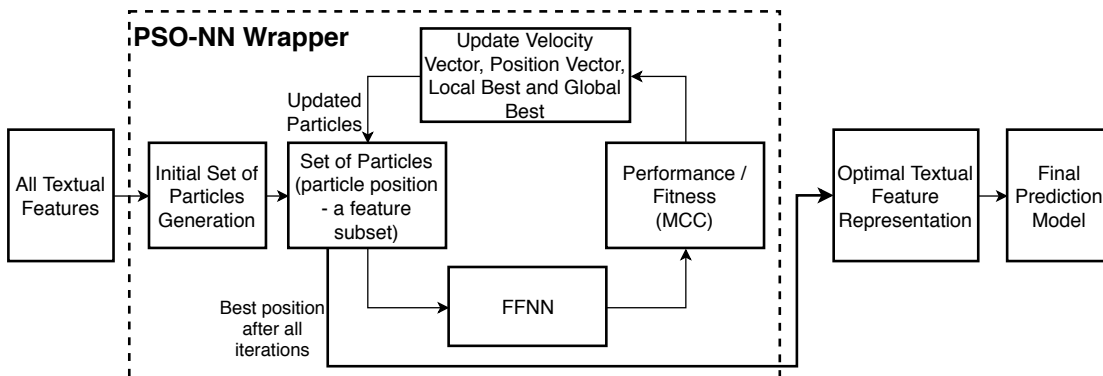 PSO-NN Wrapper
Update Velocity
Vector, Position Vector,
Local Best and Global
Best
Updated
Particles
All Textual
Features
Initial Set of
Particles
Generation
Set of Particles
(particle position
- a feature
subset)
Performance /
Fitness
(MCC)
Optimal Textual
Feature
Representation
Final
Prediction
Model
FFNN
Best position
after all
iterations